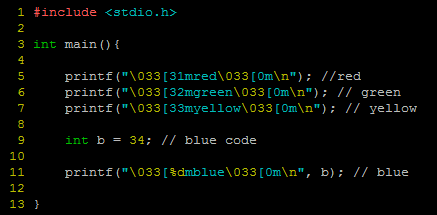 1 #include <stdio.h>
2
3 int main(){
4
5     printf("\033[31mred\033[0m\n"); //red
6     printf("\033[32mgreen\033[0m\n"); // green
7     printf("\033[33myellow\033[0m\n"); // yellow
8
9     int b = 34; // blue code
10
11     printf("\033[%dmblue\033[0m\n", b); // blue
12
13 }